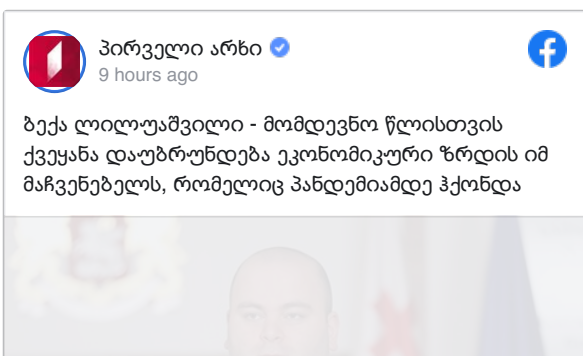 პირველი არხი
9 hours ago
ბექა ლილუაშვილი - მომდევნო წლისთვის
ქვეყანა დაუბრუნდება ეკონომიკური ზრდის იმ
მაჩვენებელს, რომელიც პანდემიამდე ჰქონდა